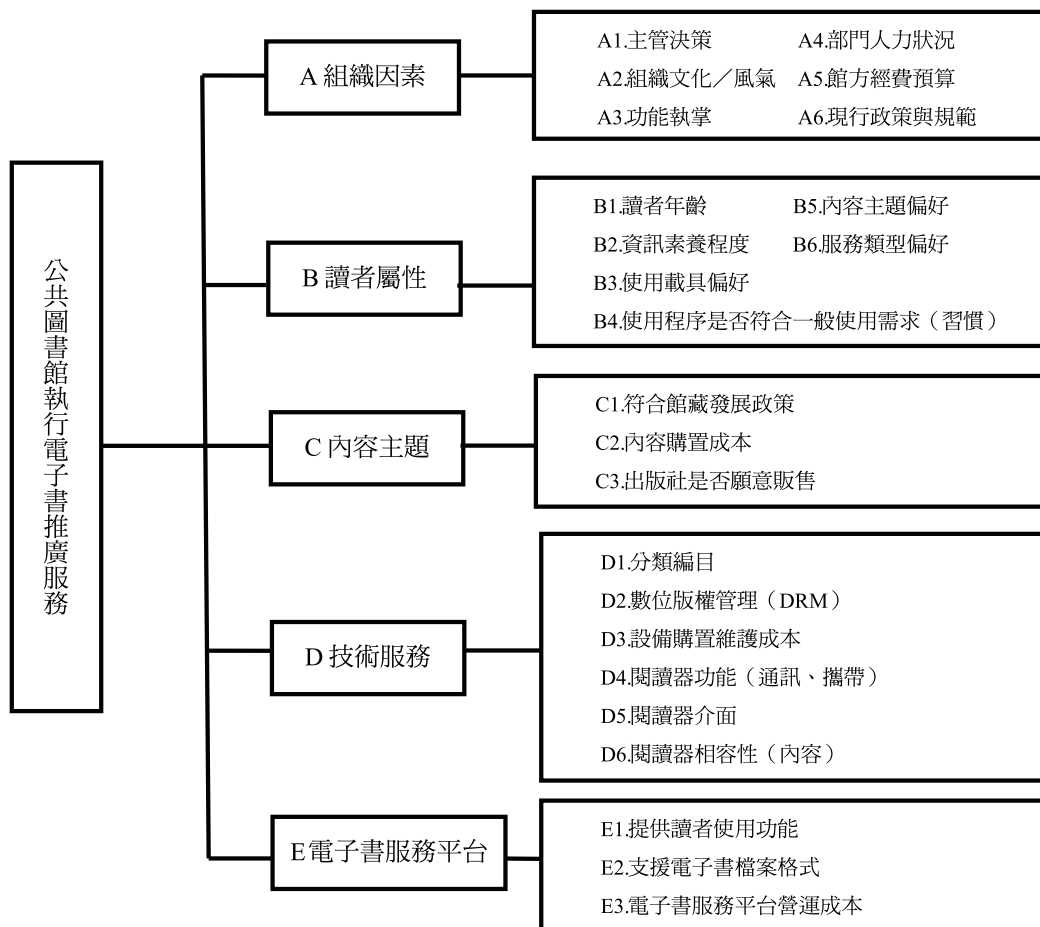 公共圖書館執行電子書推廣服務
A 組織因素
A1.主管決策 A4.部門人力狀況
A2.組織文化／風氣 A5.館方經費預算
A3.功能執掌 A6.現行政策與規範
B 讀者屬性
B1.讀者年齡 B5.內容主題偏好
B2.資訊素養程度 B6.服務類型偏好
B3.使用載具偏好
B4.使用程序是否符合一般使用需求（習慣）
C 內容主題
C1.符合館藏發展政策
C2.內容購置成本
C3.出版社是否願意販售
D 技術服務
D1.分類編目
D2.數位版權管理（DRM）
D3.設備購置維護成本
D4.閱讀器功能（通訊、攜帶）
D5.閱讀器介面
D6.閱讀器相容性（內容）
E 電子書服務平台
E1.提供讀者使用功能
E2.支援電子書檔案格式
E3.電子書服務平台營運成本